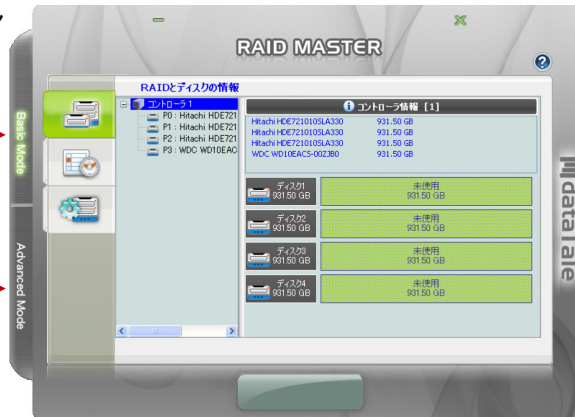 RAID MASTER
RAIDとディスクの情報
Basic Mode
Advanced Mode
コントローラ 1
P0 : Hitachi HDE721
P1 : Hitachi HDE721
P2 : Hitachi HDE721
P3 : WDC WD10EAC
コントローラ情報 [1]
Hitachi HDE721010SLA330 931.50 GB
Hitachi HDE721010SLA330 931.50 GB
Hitachi HDE721010SLA330 931.50 GB
WDC WD10EACS-00ZJB0 931.50 GB
ディスク1
931.50 GB
未使用
931.50 GB
ディスク2
931.50 GB
未使用
931.50 GB
ディスク3
931.50 GB
未使用
931.50 GB
ディスク4
931.50 GB
未使用
931.50 GB
dataTale